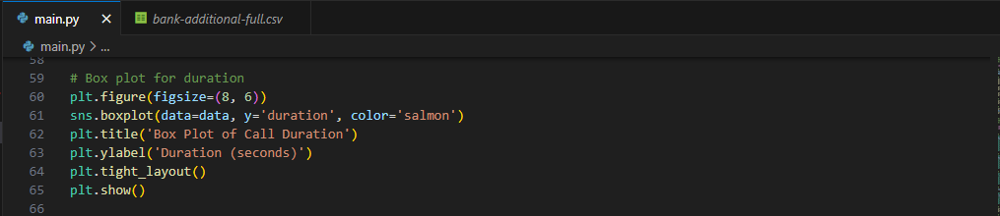 main.py × bank-additional-full.csv
main.py > ...
58
59 # Box plot for duration
60 plt.figure(figsize=(8, 6))
61 sns.boxplot(data=data, y='duration', color='salmon')
62 plt.title('Box Plot of Call Duration')
63 plt.ylabel('Duration (seconds)')
64 plt.tight_layout()
65 plt.show()
66